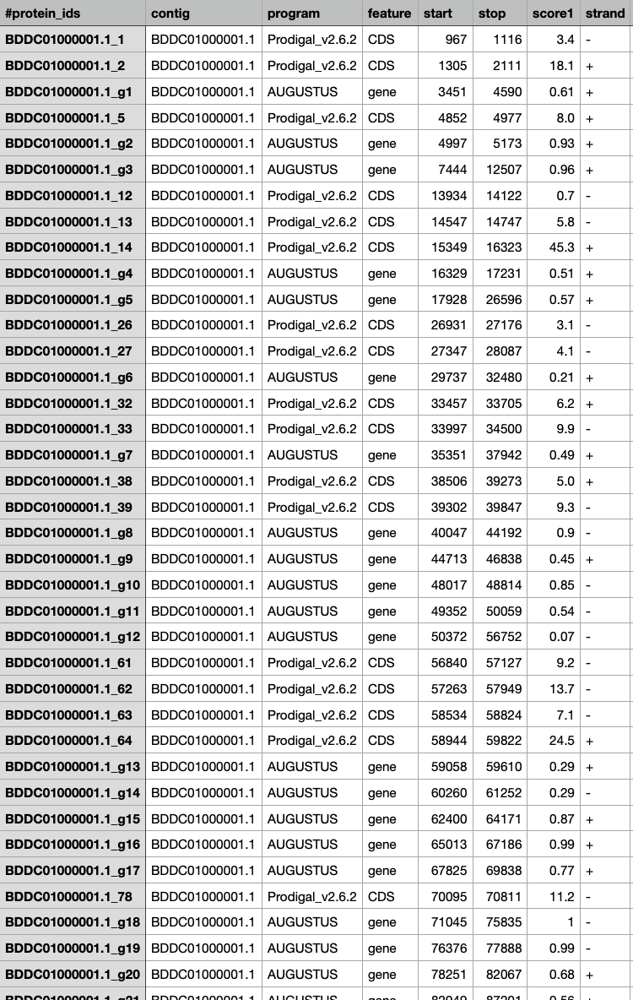 #protein_ids contig program feature start stop score1 strand
BDDC01000001.1_1 BDDC01000001.1 Prodigal_v2.6.2 CDS 967 1116 3.4 -
BDDC01000001.1_2 BDDC01000001.1 Prodigal_v2.6.2 CDS 1305 2111 18.1 +
BDDC01000001.1_g1 BDDC01000001.1 AUGUSTUS gene 3451 4590 0.61 +
BDDC01000001.1_5 BDDC01000001.1 Prodigal_v2.6.2 CDS 4852 4977 8.0 +
BDDC01000001.1_g2 BDDC01000001.1 AUGUSTUS gene 4997 5173 0.93 +
BDDC01000001.1_g3 BDDC01000001.1 AUGUSTUS gene 7444 12507 0.96 +
BDDC01000001.1_12 BDDC01000001.1 Prodigal_v2.6.2 CDS 13934 14122 0.7 -
BDDC01000001.1_13 BDDC01000001.1 Prodigal_v2.6.2 CDS 14547 14747 5.8 -
BDDC01000001.1_14 BDDC01000001.1 Prodigal_v2.6.2 CDS 15349 16323 45.3 +
BDDC01000001.1_g4 BDDC01000001.1 AUGUSTUS gene 16329 17231 0.51 +
BDDC01000001.1_g5 BDDC01000001.1 AUGUSTUS gene 17928 26596 0.57 +
BDDC01000001.1_26 BDDC01000001.1 Prodigal_v2.6.2 CDS 26931 27176 3.1 -
BDDC01000001.1_27 BDDC01000001.1 Prodigal_v2.6.2 CDS 27347 28087 4.1 -
BDDC01000001.1_g6 BDDC01000001.1 AUGUSTUS gene 29737 32480 0.21 +
BDDC01000001.1_32 BDDC01000001.1 Prodigal_v2.6.2 CDS 33457 33705 6.2 +
BDDC01000001.1_33 BDDC01000001.1 Prodigal_v2.6.2 CDS 33997 34500 9.9 -
BDDC01000001.1_g7 BDDC01000001.1 AUGUSTUS gene 35351 37942 0.49 +
BDDC01000001.1_38 BDDC01000001.1 Prodigal_v2.6.2 CDS 38506 39273 5.0 +
BDDC01000001.1_39 BDDC01000001.1 Prodigal_v2.6.2 CDS 39302 39847 9.3 -
BDDC01000001.1_g8 BDDC01000001.1 AUGUSTUS gene 40047 44192 0.9 -
BDDC01000001.1_g9 BDDC01000001.1 AUGUSTUS gene 44713 46838 0.45 +
BDDC01000001.1_g10 BDDC01000001.1 AUGUSTUS gene 48017 48814 0.85 -
BDDC01000001.1_g11 BDDC01000001.1 AUGUSTUS gene 49352 50059 0.54 -
BDDC01000001.1_g12 BDDC01000001.1 AUGUSTUS gene 50372 56752 0.07 -
BDDC01000001.1_61 BDDC01000001.1 Prodigal_v2.6.2 CDS 56840 57127 9.2 -
BDDC01000001.1_62 BDDC01000001.1 Prodigal_v2.6.2 CDS 57263 57949 13.7 -
BDDC01000001.1_63 BDDC01000001.1 Prodigal_v2.6.2 CDS 58534 58824 7.1 -
BDDC01000001.1_64 BDDC01000001.1 Prodigal_v2.6.2 CDS 58944 59822 24.5 +
BDDC01000001.1_g13 BDDC01000001.1 AUGUSTUS gene 59058 59610 0.29 +
BDDC01000001.1_g14 BDDC01000001.1 AUGUSTUS gene 60260 61252 0.29 -
BDDC01000001.1_g15 BDDC01000001.1 AUGUSTUS gene 62400 64171 0.87 +
BDDC01000001.1_g16 BDDC01000001.1 AUGUSTUS gene 65013 67186 0.99 +
BDDC01000001.1_g17 BDDC01000001.1 AUGUSTUS gene 67825 69838 0.77 +
BDDC01000001.1_78 BDDC01000001.1 Prodigal_v2.6.2 CDS 70095 70811 11.2 -
BDDC01000001.1_g18 BDDC01000001.1 AUGUSTUS gene 71045 75835 1 -
BDDC01000001.1_g19 BDDC01000001.1 AUGUSTUS gene 76376 77888 0.99 -
BDDC01000001.1_g20 BDDC01000001.1 AUGUSTUS gene 78251 82067 0.68 +
BDDC01000001.1_g21 BDDC01000001.1 AUGUSTUS gene